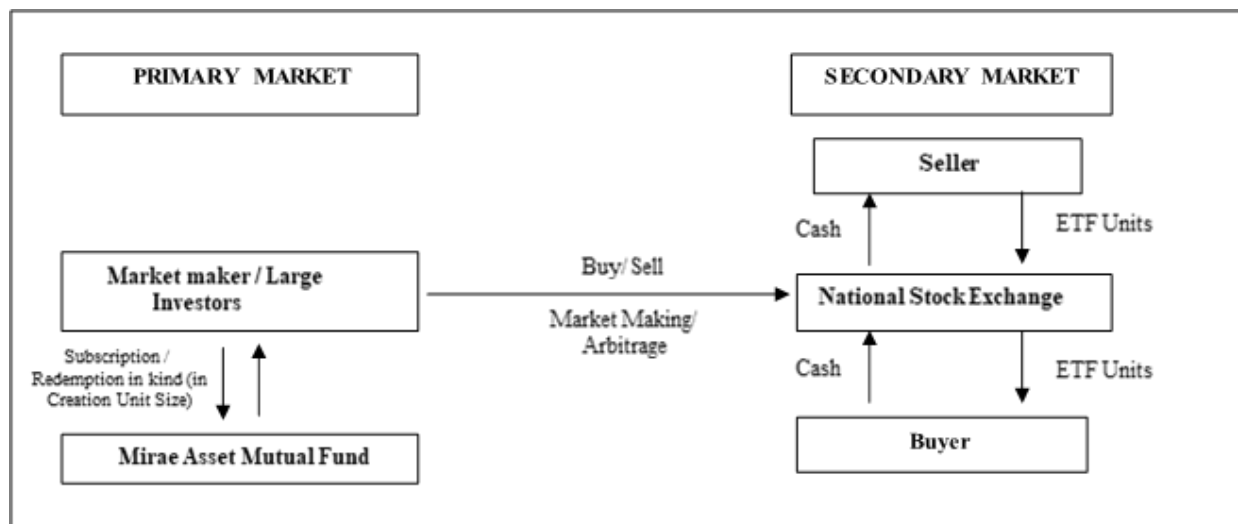 PRIMARY MARKET
SECONDARY MARKET
Seller
Cash
ETF Units
Market maker / Large
Investors
Buy/ Sell
Market Making/
Arbitrage
National Stock Exchange
Subscription /
Redemption in kind (in
Creation Unit Size)
Cash
ETF Units
Mirae Asset Mutual Fund
Buyer